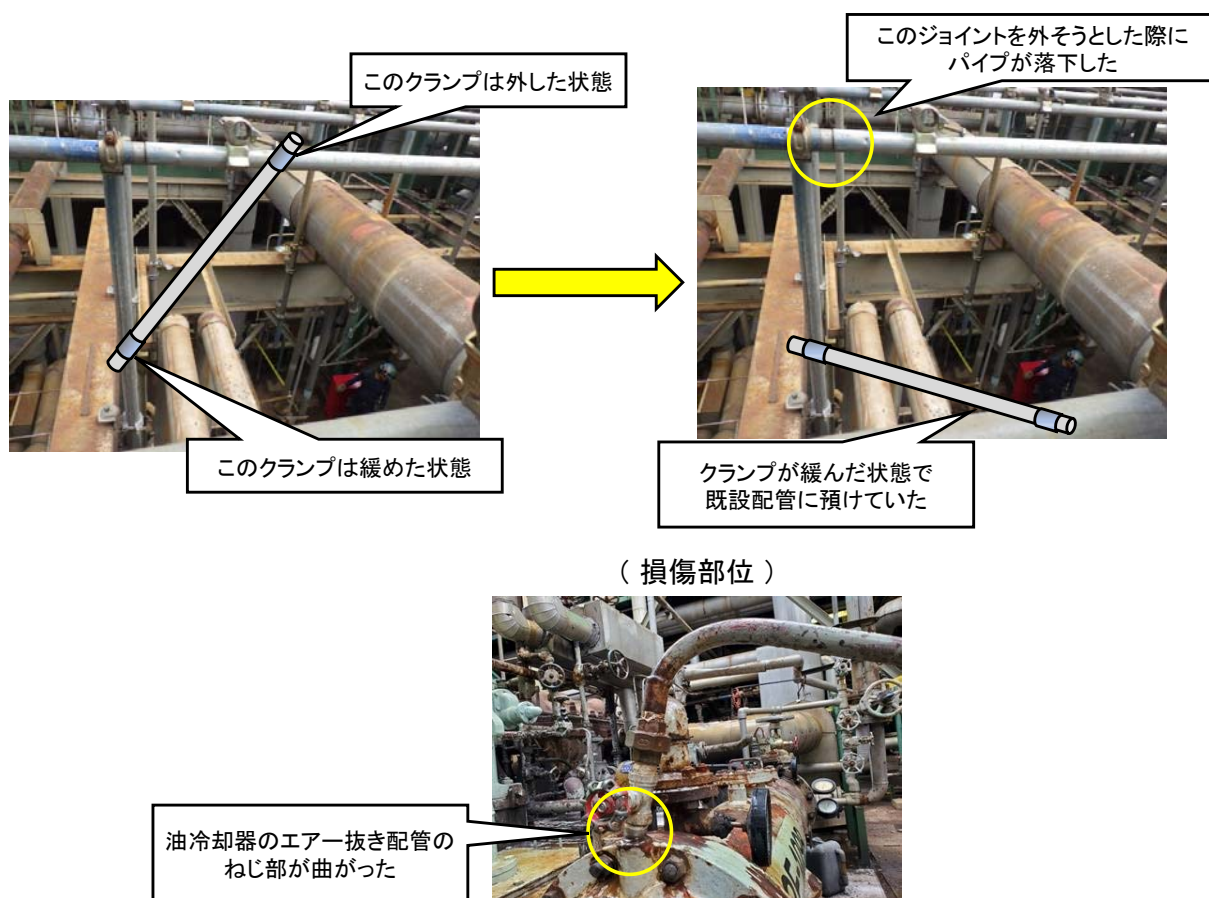 このクランプは外した状態
このジョイントを外そうとした際に
パイプが落下した
このクランプは緩めた状態
クランプが緩んだ状態で
既設配管に預けていた
( 損傷部位 )
油冷却器のエアー抜き配管の
ねじ部が曲がった